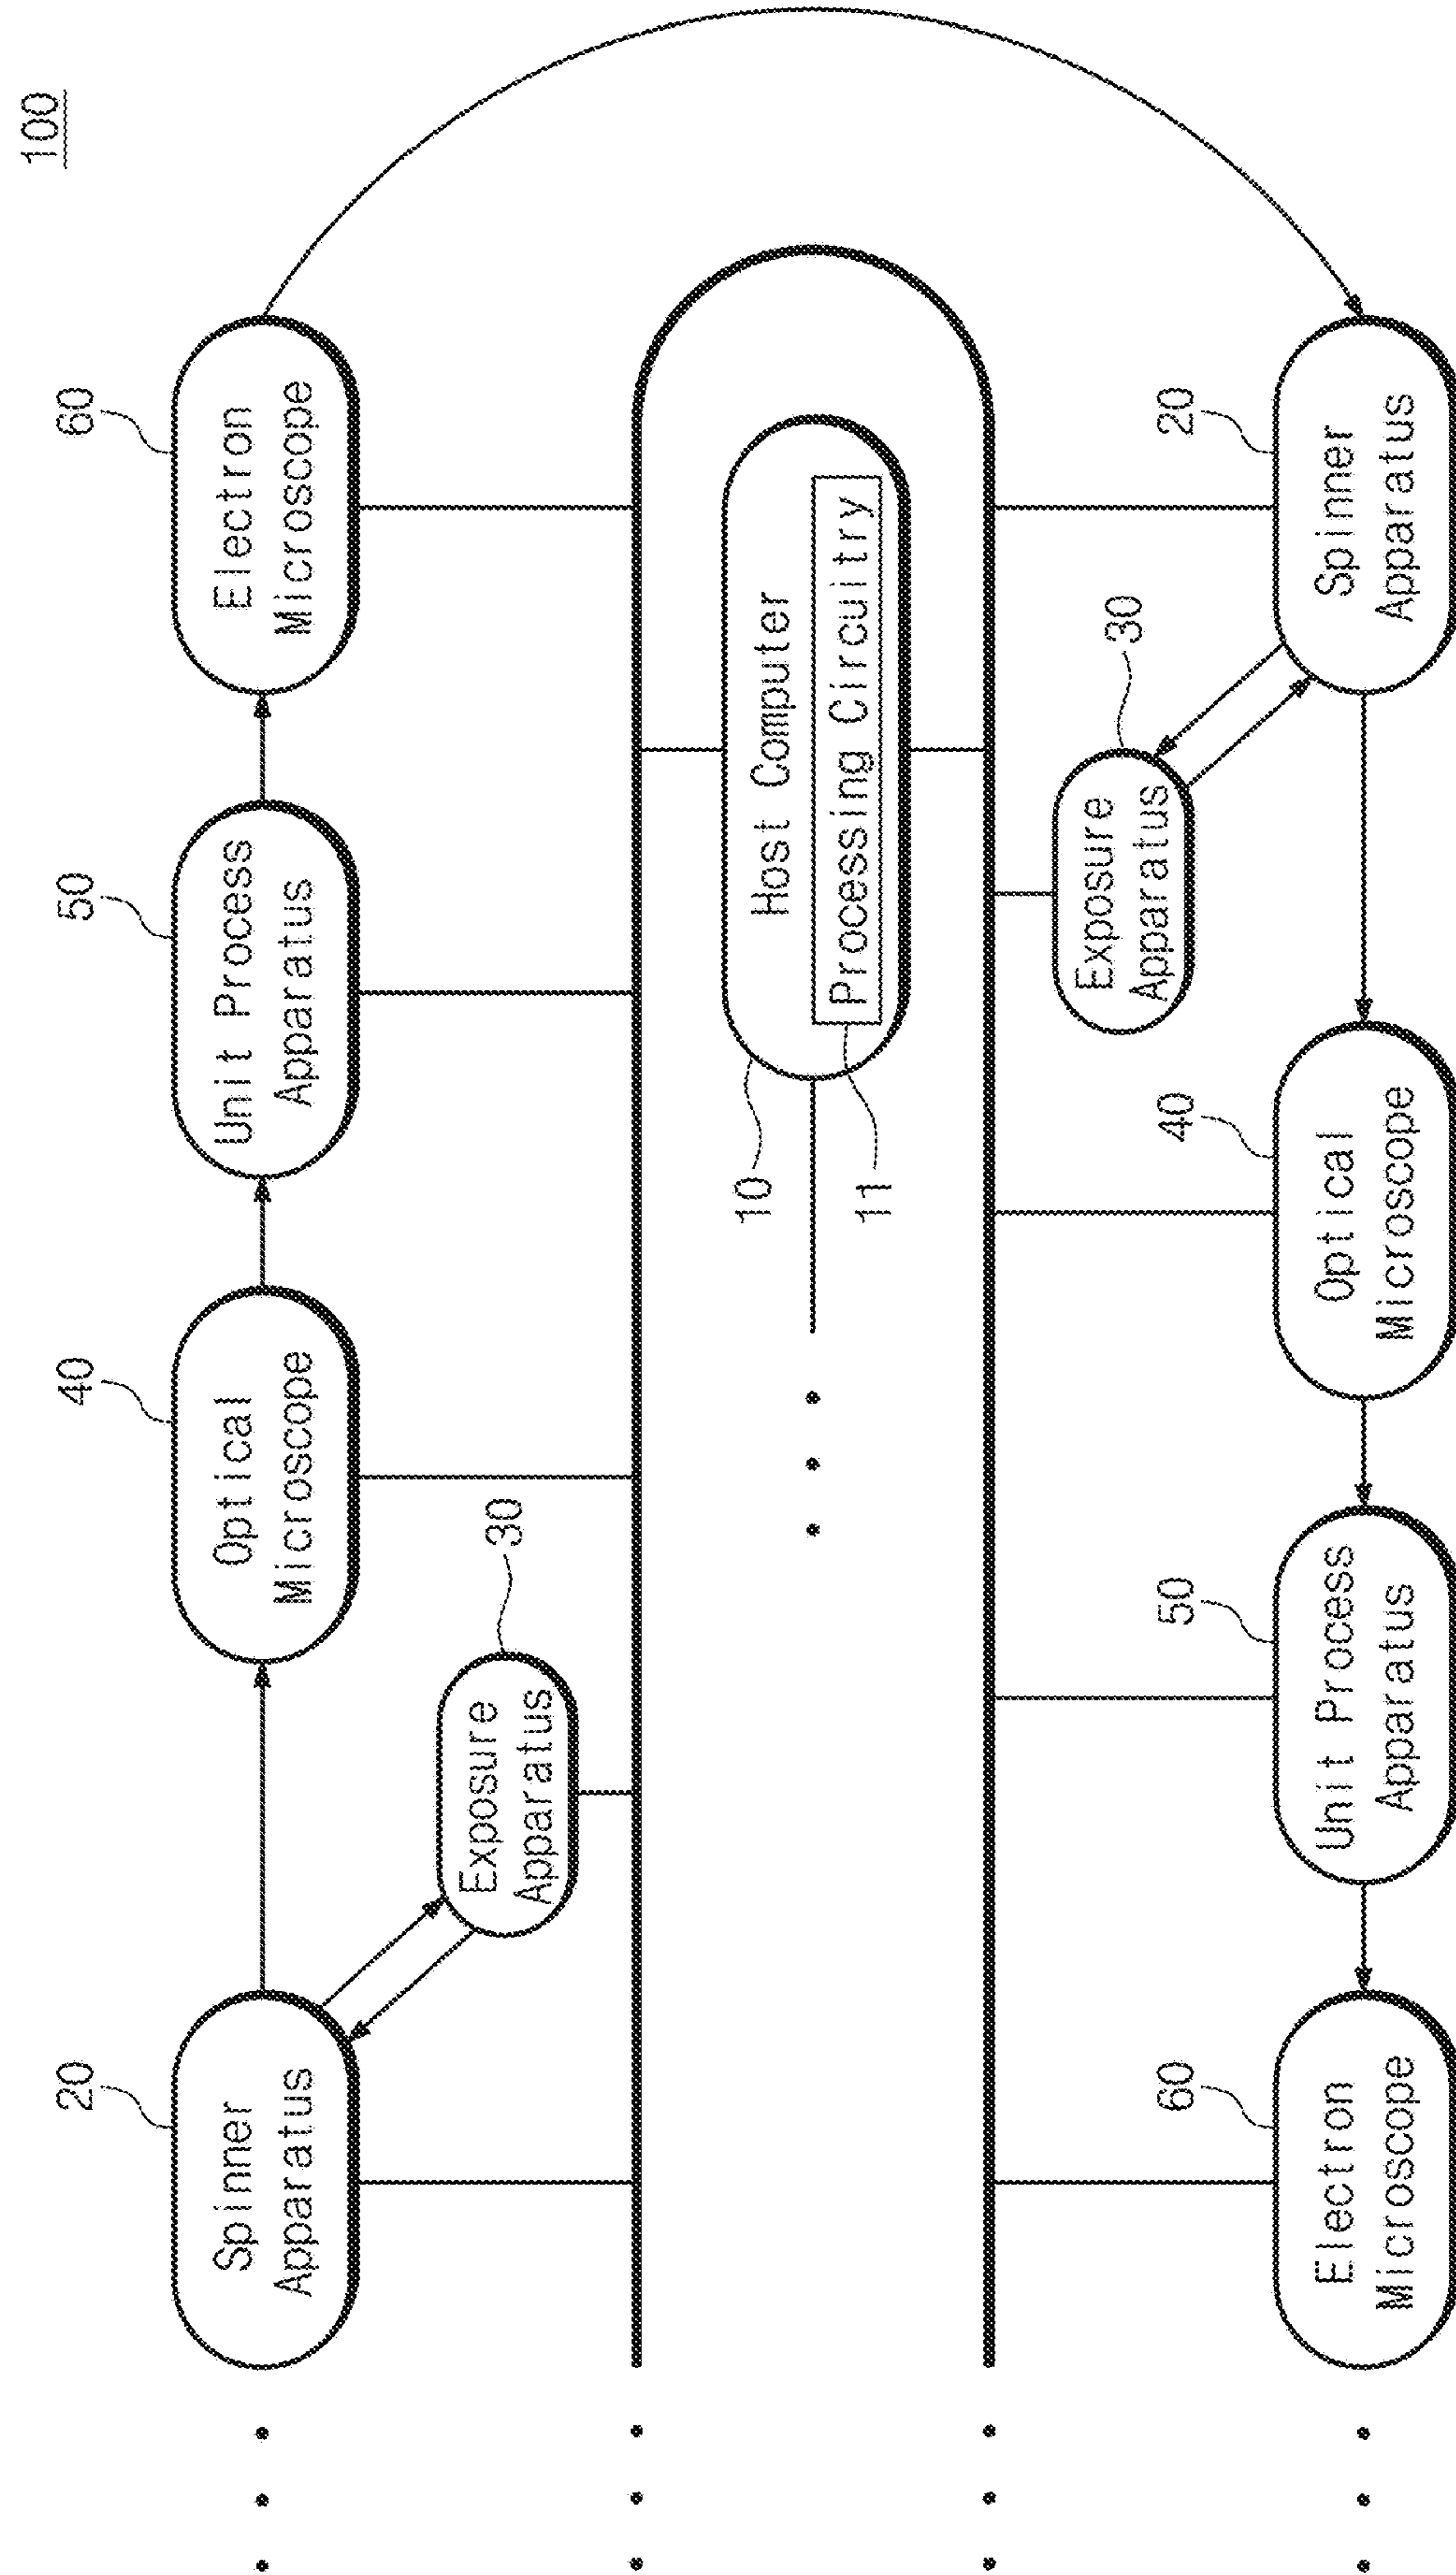 100
20
Spinner
Apparatus
30
Exposure
Apparatus
40
Optical
Microscope
50
Unit Process
Apparatus
60
Electron
Microscope
10
Host Computer
11
Processing Circuitry
60
Electron
Microscope
50
Unit Process
Apparatus
40
Optical
Microscope
30
Exposure
Apparatus
20
Spinner
Apparatus